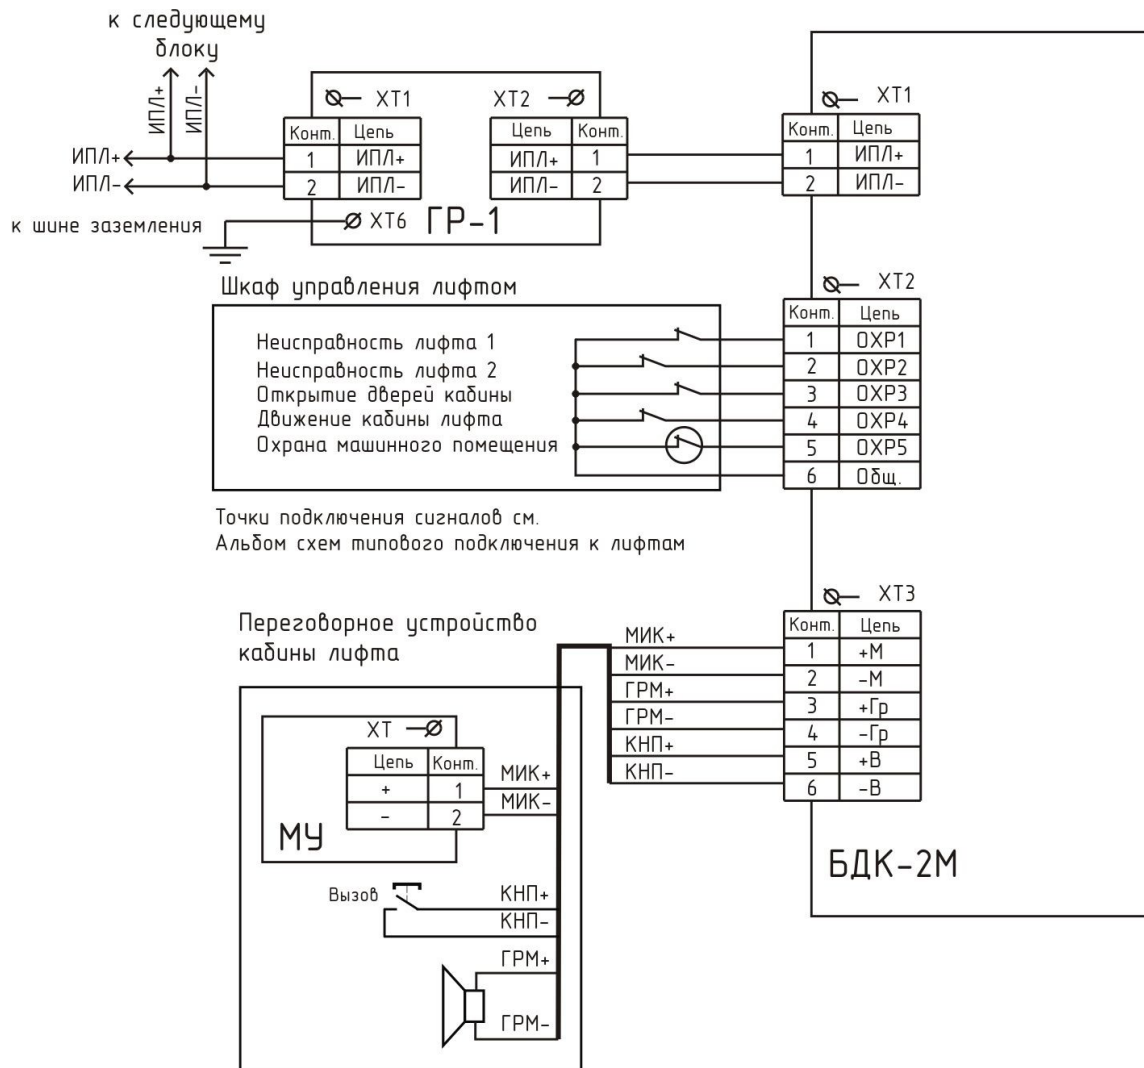 к следующему
блоку
ИПЛ+
ИПЛ-
ИПЛ+
ИПЛ-
к шине заземления
XT1
Конт. Цепь
1 ИПЛ+
2 ИПЛ-
XT2
Цепь Конт.
ИПЛ+ 1
ИПЛ- 2
XT6
ГР-1
XT1
Конт. Цепь
1 ИПЛ+
2 ИПЛ-
Шкаф управления лифтом
Неисправность лифта 1
Неисправность лифта 2
Открытие дверей кабины
Движение кабины лифта
Охрана машинного помещения
XT2
Конт. Цепь
1 ОХР1
2 ОХР2
3 ОХР3
4 ОХР4
5 ОХР5
6 Общ.
Точки подключения сигналов см.
Альбом схем типового подключения к лифтам
Переговорное устройство
кабины лифта
МИК+
МИК-
ГРМ+
ГРМ-
КНП+
КНП-
XT3
Конт. Цепь
1 +М
2 -М
3 +Гр
4 -Гр
5 +В
6 -В
БДК-2М
XT
Цепь Конт.
+ 1
- 2
МУ
МИК+
МИК-
Вызов
КНП+
КНП-
ГРМ+
ГРМ-